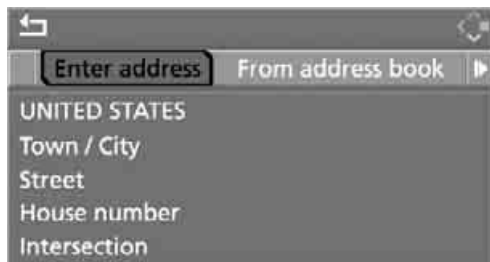 Enter address From address book
UNITED STATES
Town / City
Street
House number
Intersection